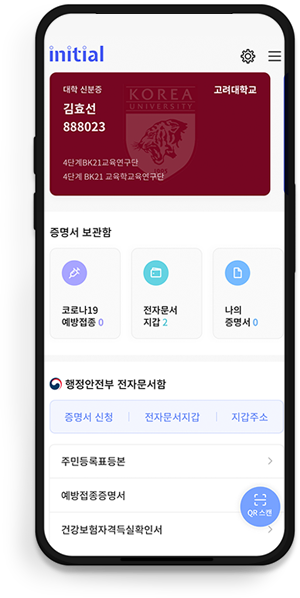 initial
대학 신분증
고려대학교
김효선
888023
KOREA
UNIVERSITY
4단계BK21교육연구단
4단계 BK21 교육학교육연구단
증명서 보관함
코로나19
예방접종 0
전자문서
지갑 2
나의
증명서 0
행정안전부 전자문서함
증명서 신청
전자문서지갑
지갑주소
주민등록표등본
예방접종증명서
건강보험자격득실확인서
QR 스캔